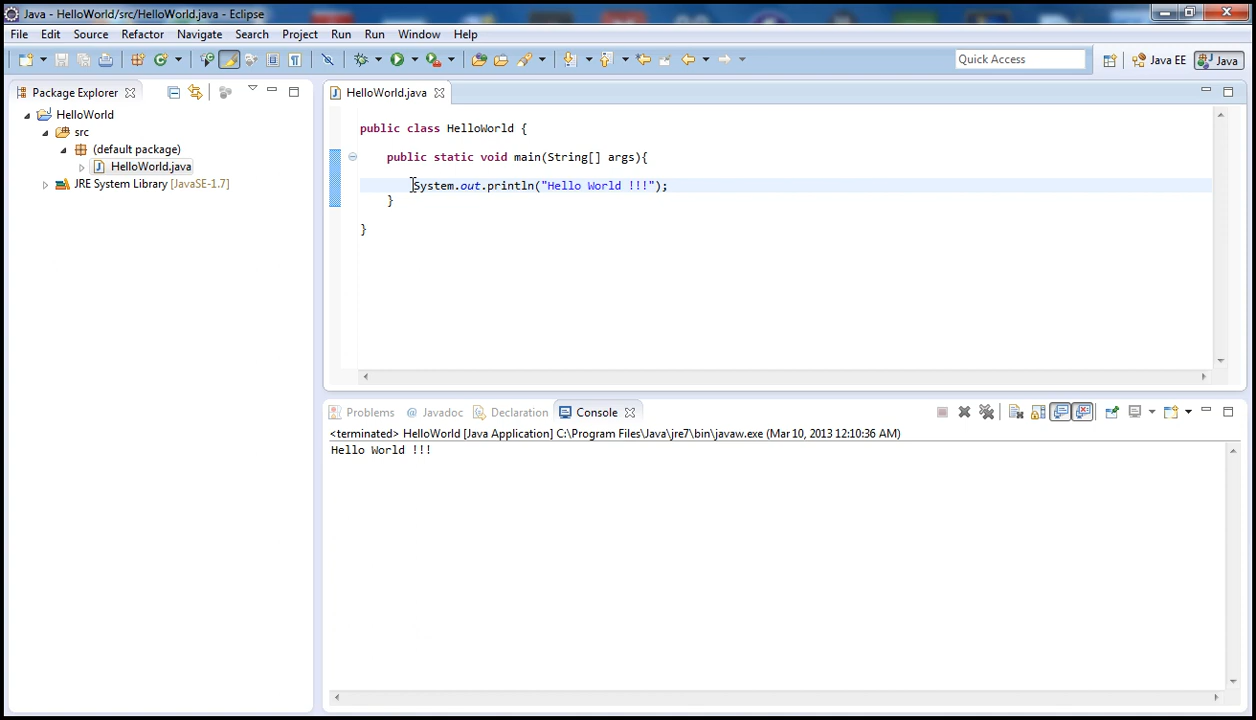 Java - HelloWorld/src/HelloWorld.java - Eclipse
File Edit Source Refactor Navigate Search Project Run Run Window Help
Quick Access Java EE Java
Package Explorer
HelloWorld
src
(default package)
HelloWorld.java
JRE System Library [JavaSE-1.7]
HelloWorld.java
public class HelloWorld {
public static void main(String[] args){
System.out.println("Hello World !!!");
}
}
Problems @ Javadoc Declaration Console
<terminated> HelloWorld [Java Application] C:\Program Files\Java\jre7\bin\javaw.exe (Mar 10, 2013 12:10:36 AM)
Hello World !!!